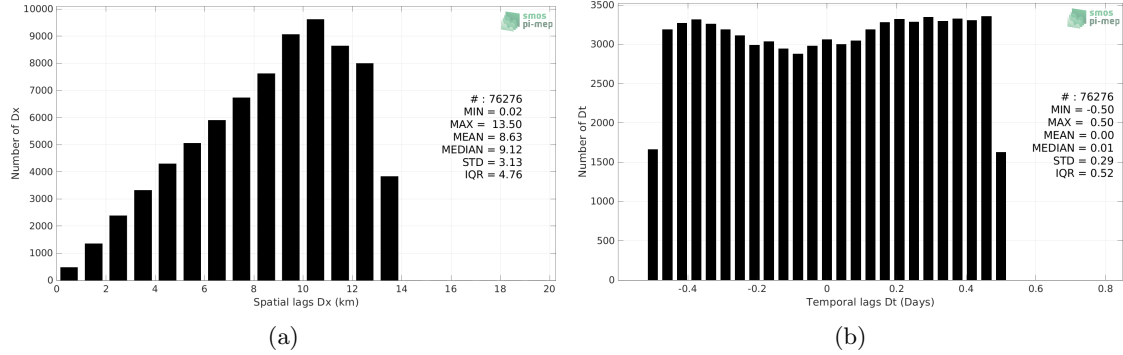 10000
9000
8000
7000
6000
5000
4000
3000
2000
1000
0
Number of Dx
0 2 4 6 8 10 12 14 16 18 20
Spatial lags Dx (km)
smos
pi-mep
# : 76276
MIN = 0.02
MAX = 13.50
MEAN = 8.63
MEDIAN = 9.12
STD = 3.13
IQR = 4.76
(a)
3500
3000
2500
2000
1500
1000
500
0
Number of Dt
-0.4 -0.2 0 0.2 0.4 0.6 0.8
Temporal lags Dt (Days)
smos
pi-mep
# : 76276
MIN = -0.50
MAX = 0.50
MEAN = 0.00
MEDIAN = 0.01
STD = 0.29
IQR = 0.52
(b)